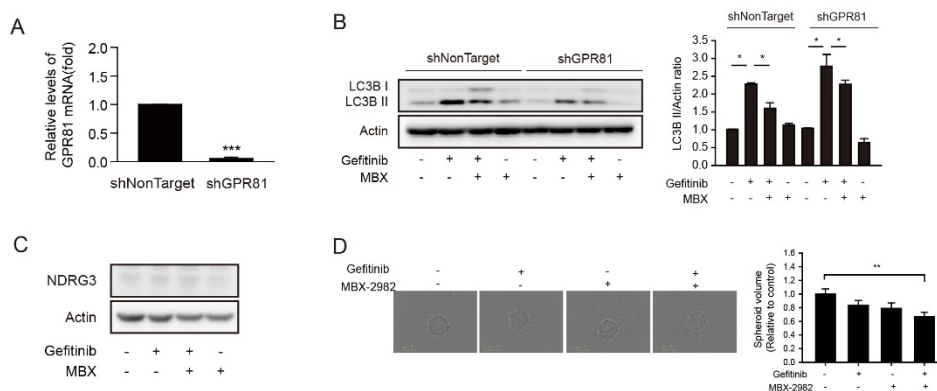 A
Relative levels of
GPR81 mRNA(fold)
2.0
1.5
1.0
0.5
0.0
***
shNonTarget shGPR81
B
shNonTarget shGPR81
LC3B I
LC3B II
Actin
Gefitinib - + + - - + + -
MBX - - + + - - + +
shNonTarget shGPR81
LC3B II/Actin ratio
3.5
3.0
2.5
2.0
1.5
1.0
0.5
0.0
* * * *
Gefitinib - + + - - + + -
MBX - - + + - - + +
C
NDRG3
Actin
Gefitinib - + + -
MBX - - + +
D
Gefitinib - + - +
MBX-2982 - - + +
Spheroid volume
(Relative to control)
1.6
1.4
1.2
1.0
0.8
0.6
0.4
0.2
0.0
**
Gefitinib - + - +
MBX-2982 - - + +